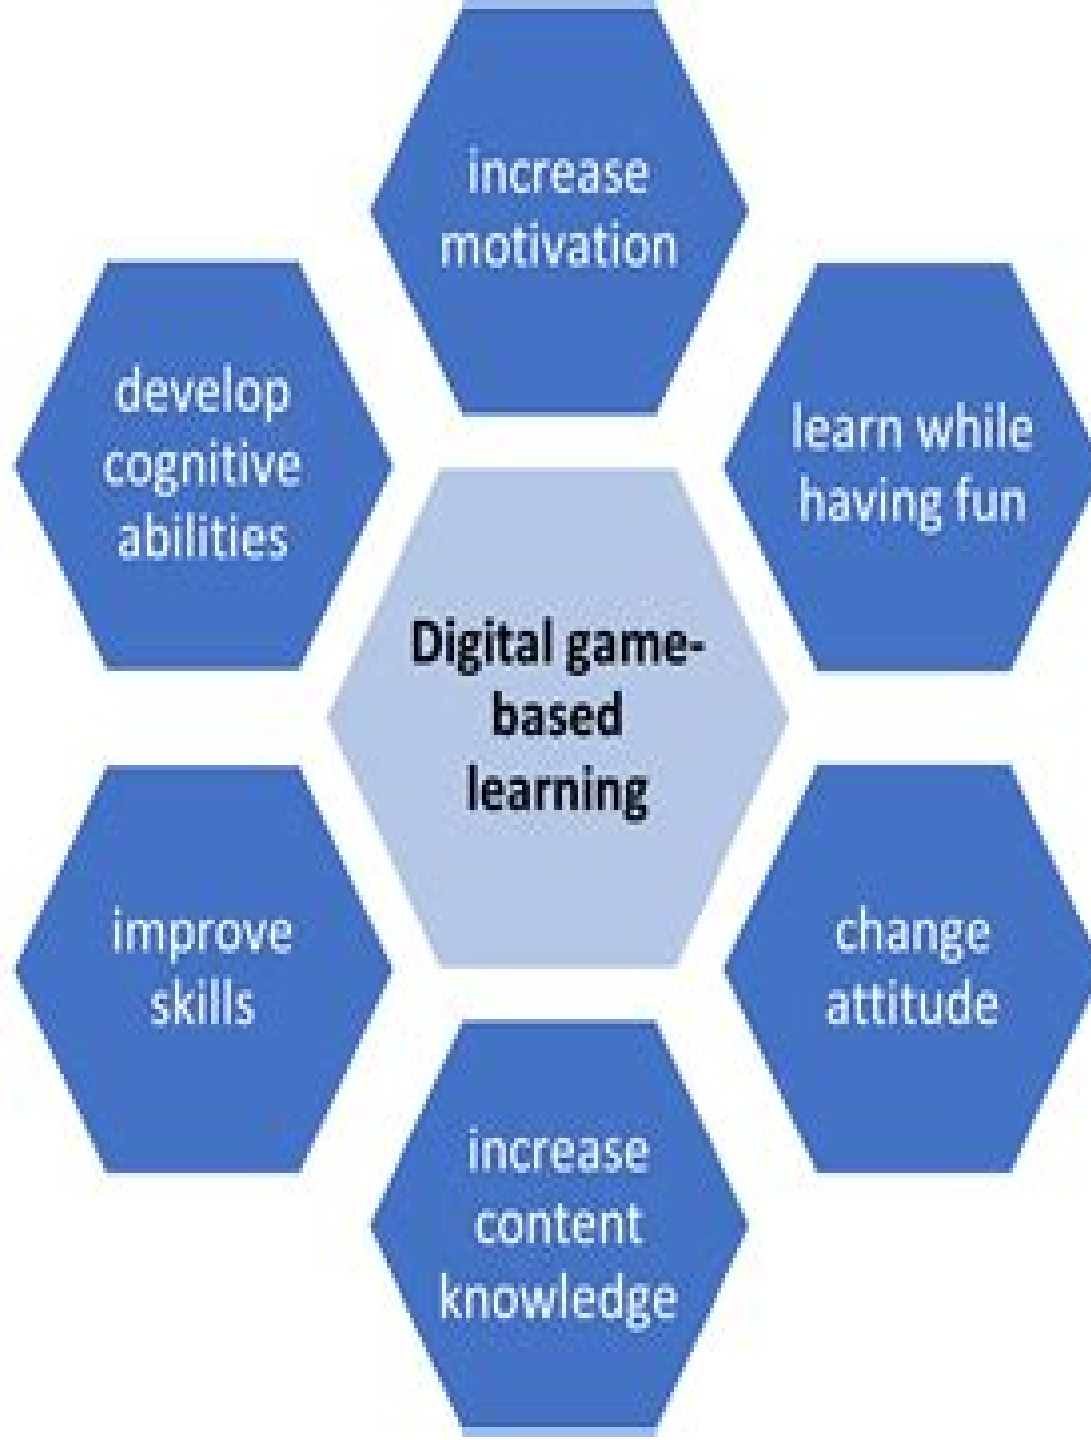 increase
motivation
learn while
having fun
develop
cognitive
abilities
Digital game-
based
learning
improve
skills
change
attitude
increase
content
knowledge